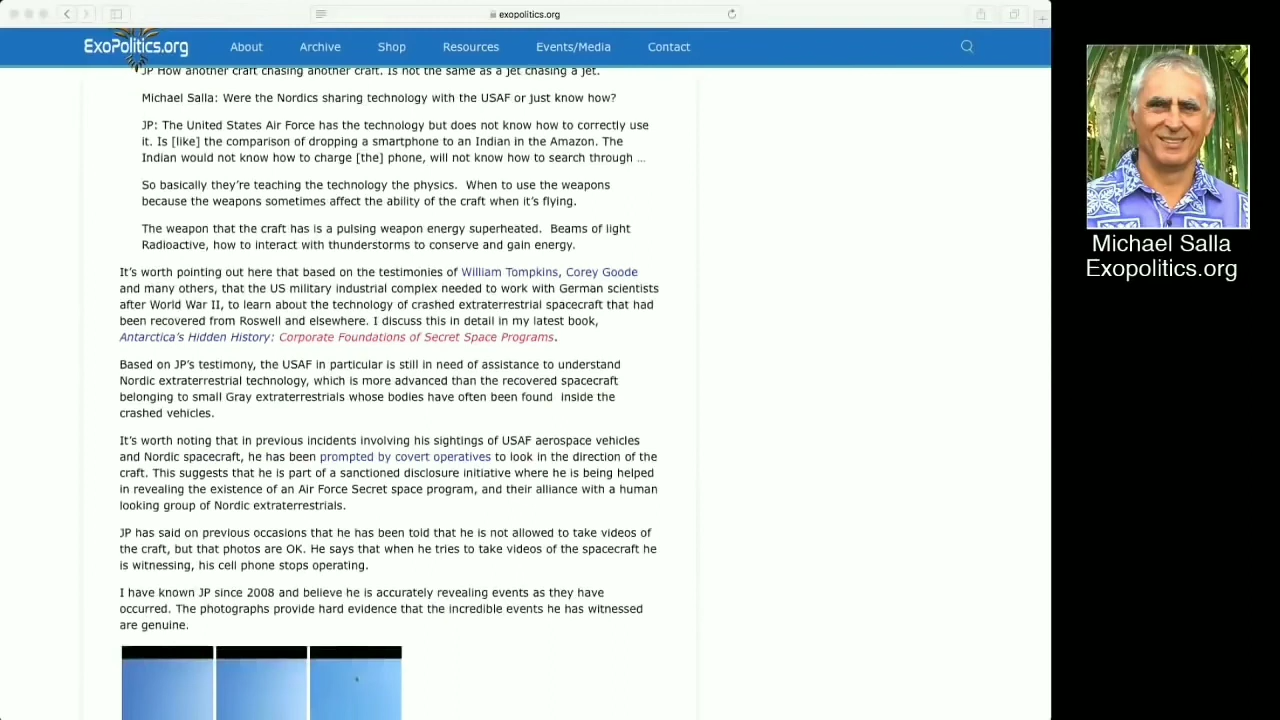 exopolitics.org
ExoPolitics.org About Archive Shop Resources Events/Media Contact
JP How another craft chasing another craft. Is not the same as a jet chasing a jet.
Michael Salla: Were the Nordics sharing technology with the USAF or just know how?
JP: The United States Air Force has the technology but does not know how to correctly use
it. Is [like] the comparison of dropping a smartphone to an Indian in the Amazon. The
Indian would not know how to charge [the] phone, will not know how to search through ...
So basically they're teaching the technology the physics. When to use the weapons
because the weapons sometimes affect the ability of the craft when it's flying.
The weapon that the craft has is a pulsing weapon energy superheated. Beams of light
Radioactive, how to interact with thunderstorms to conserve and gain energy.
It's worth pointing out here that based on the testimonies of William Tompkins, Corey Goode
and many others, that the US military industrial complex needed to work with German scientists
after World War II, to learn about the technology of crashed extraterrestrial spacecraft that had
been recovered from Roswell and elsewhere. I discuss this in detail in my latest book,
Antarctica's Hidden History: Corporate Foundations of Secret Space Programs.
Based on JP's testimony, the USAF in particular is still in need of assistance to understand
Nordic extraterrestrial technology, which is more advanced than the recovered spacecraft
belonging to small Gray extraterrestrials whose bodies have often been found inside the
crashed vehicles.
It's worth noting that in previous incidents involving his sightings of USAF aerospace vehicles
and Nordic spacecraft, he has been prompted by covert operatives to look in the direction of the
craft. This suggests that he is part of a sanctioned disclosure initiative where he is being helped
in revealing the existence of an Air Force Secret space program, and their alliance with a human
looking group of Nordic extraterrestrials.
JP has said on previous occasions that he has been told that he is not allowed to take videos of
the craft, but that photos are OK. He says that when he tries to take videos of the spacecraft he
is witnessing, his cell phone stops operating.
I have known JP since 2008 and believe he is accurately revealing events as they have
occurred. The photographs provide hard evidence that the incredible events he has witnessed
are genuine.
Michael Salla
Exopolitics.org